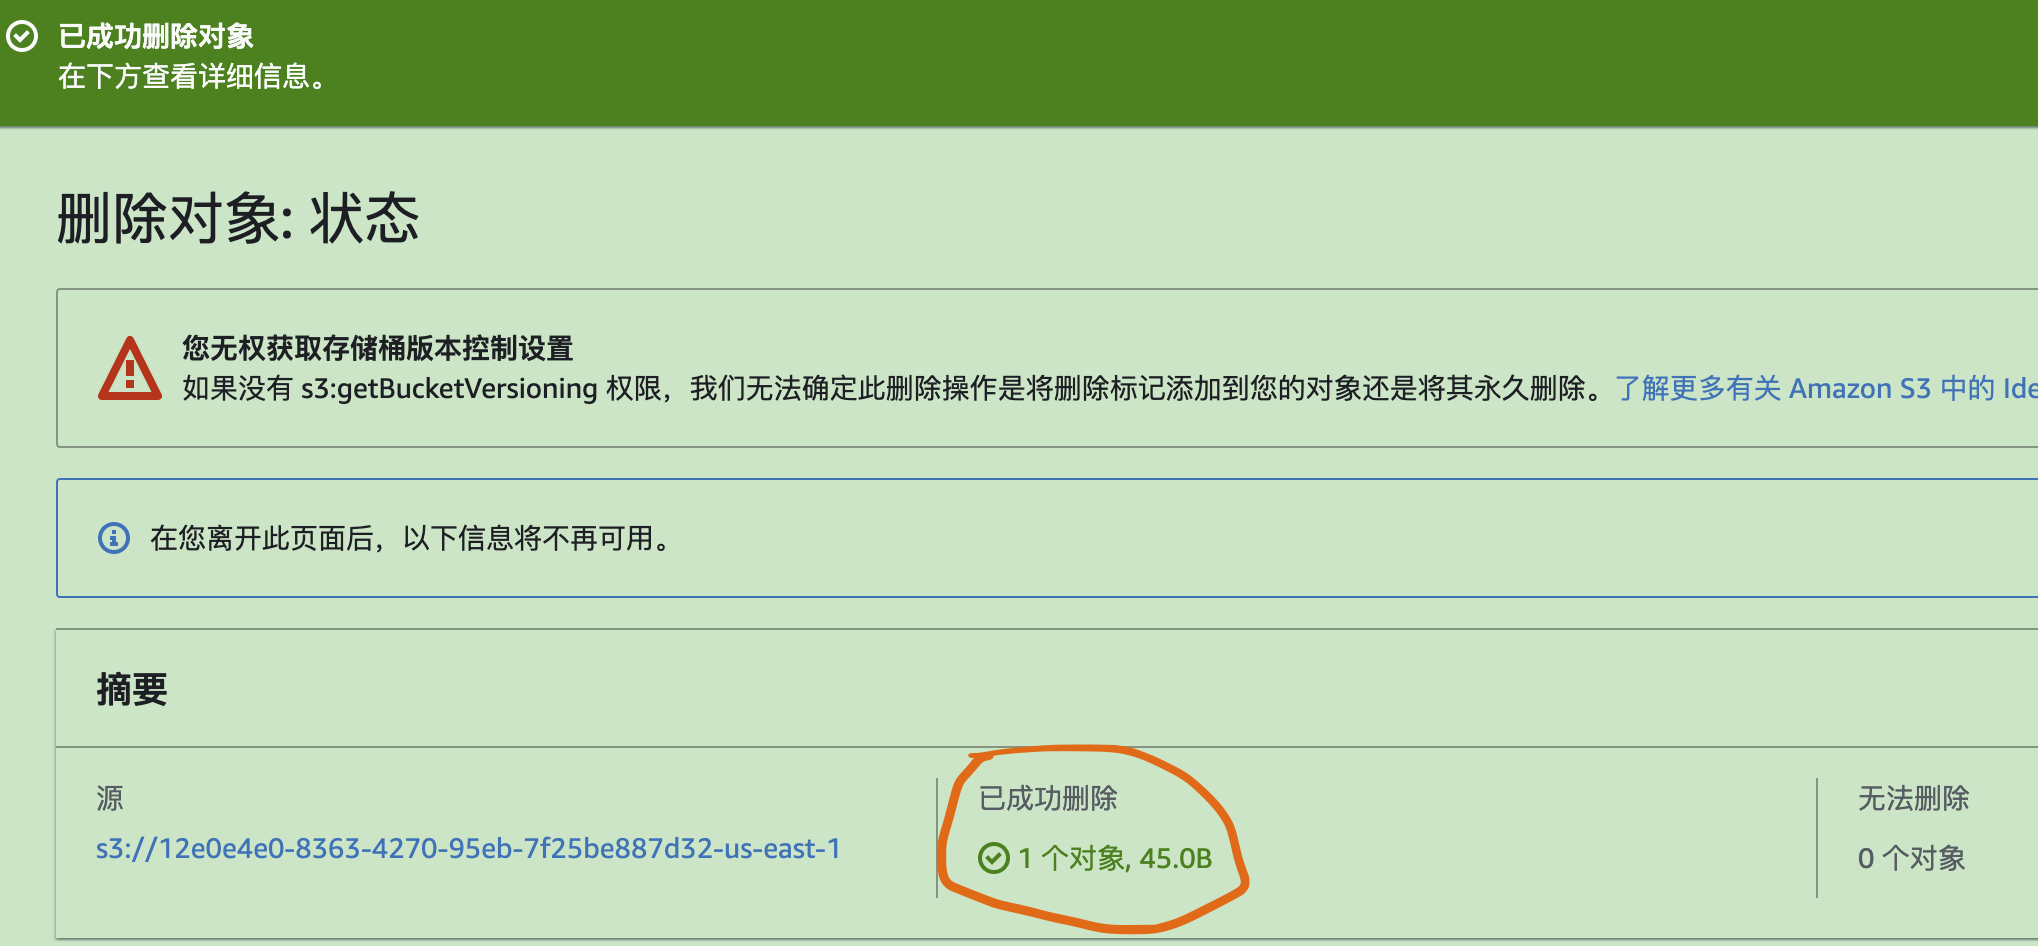 已成功删除对象
在下方查看详细信息。
删除对象: 状态
您无权获取存储桶版本控制设置
如果没有 s3:getBucketVersioning 权限，我们无法确定此删除操作是将删除标记添加到您的对象还是将其永久删除。了解更多有关 Amazon S3 中的 Ide
在您离开此页面后，以下信息将不再可用。
摘要
源
s3://12e0e4e0-8363-4270-95eb-7f25be887d32-us-east-1
已成功删除
1 个对象, 45.0B
无法删除
0 个对象